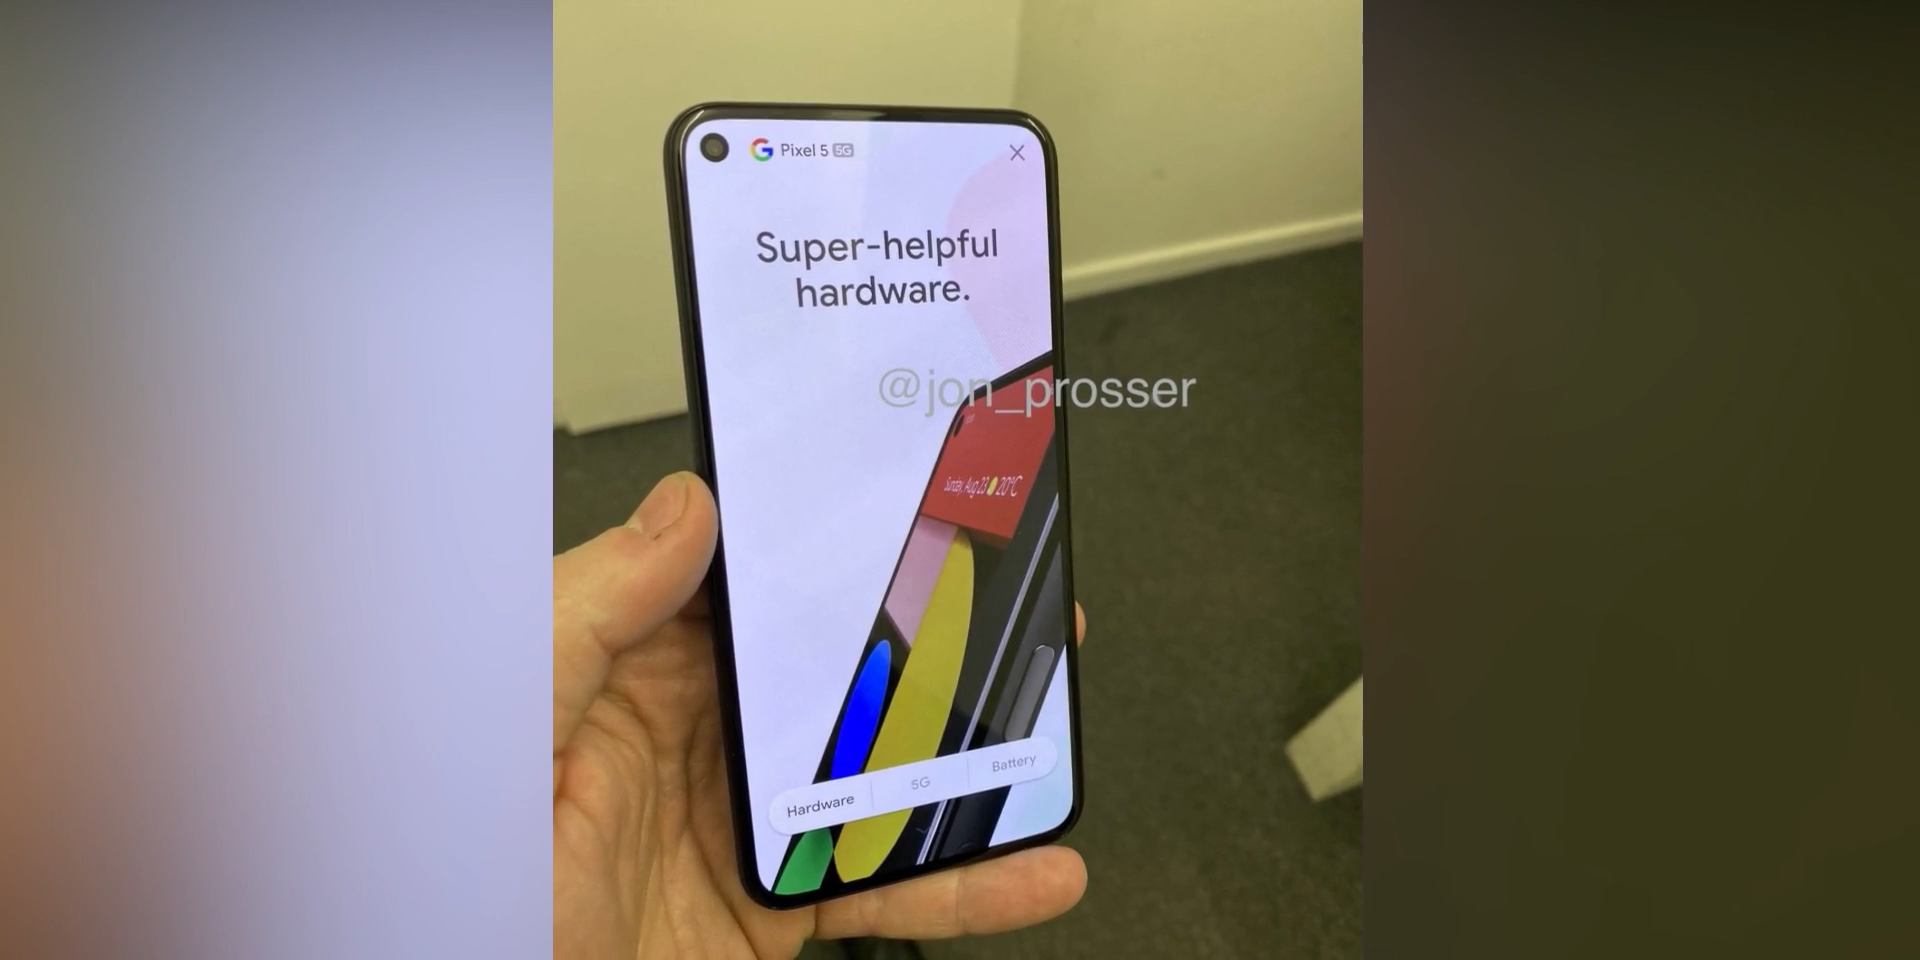 Pixel 5 5G
Super-helpful
hardware.
@jon_prosser
Sunday, Aug 23 20°C
Hardware
5G
Battery